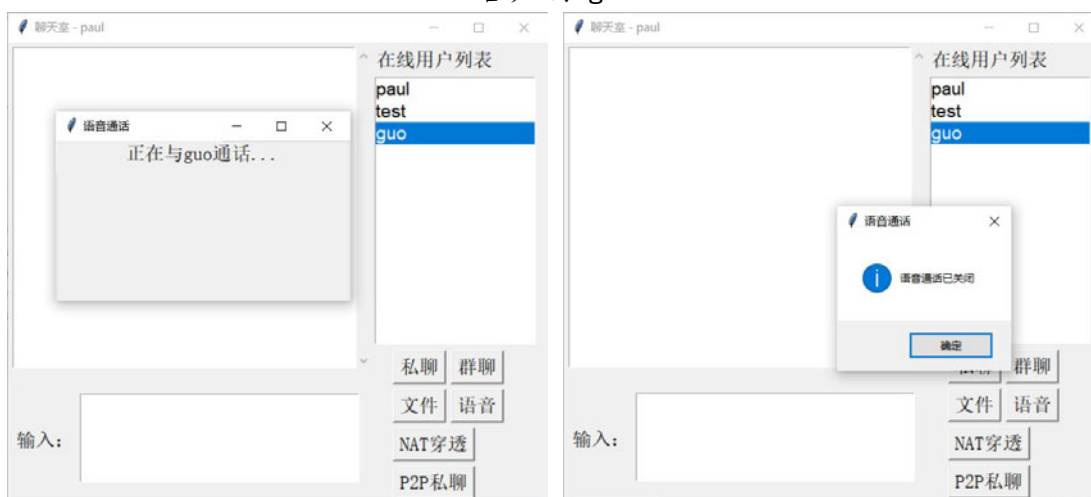 聊天室 - paul
在线用户列表
paul
test
guo
语音通话
正在与guo通话...
私聊 群聊
文件 语音
输入：
NAT穿透
P2P私聊
聊天室 - paul
在线用户列表
paul
test
guo
语音通话
语音通话已关闭
确定
群聊
文件 语音
输入：
NAT穿透
P2P私聊